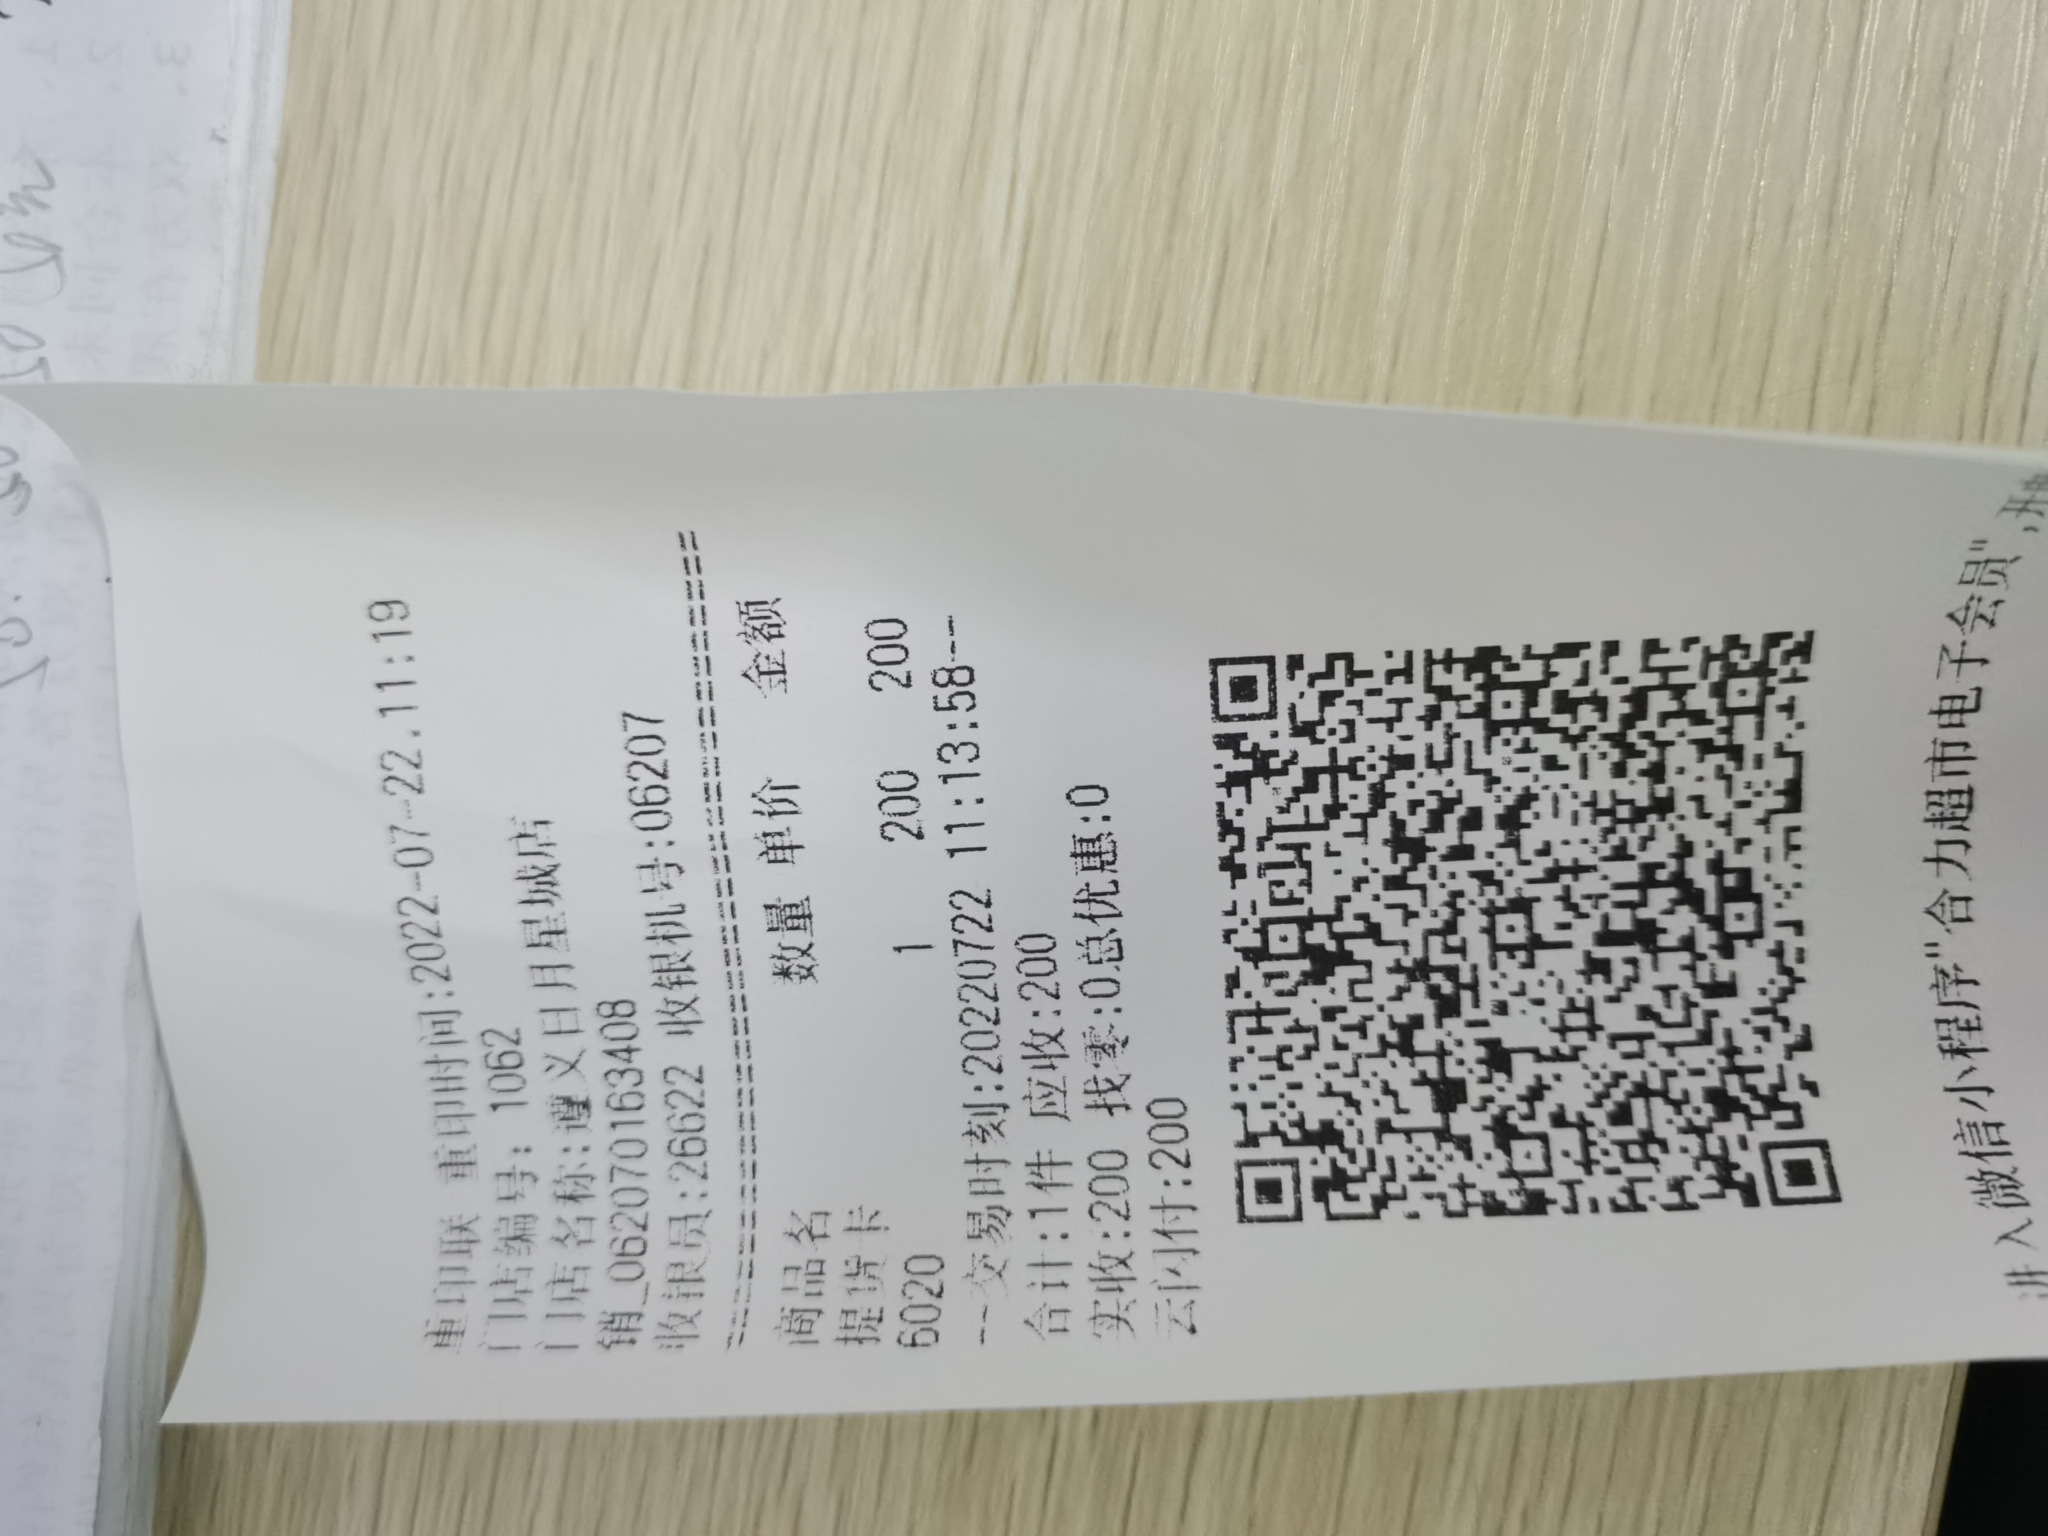 重印联 重印时间:2022-07-22.11:19
门店编号: 1062
门店名称:遵义日月星城店
销_062070163408
收银员:26622 收银机号:06207
商品名 数量 单价 金额
提货卡
6020 1 200 200
--交易时刻:20220722 11:13:58--
合计:1件 应收:200
实收:200 找零:0总优惠:0
云闪付:200
进入微信小程序"合力超市电子会员"